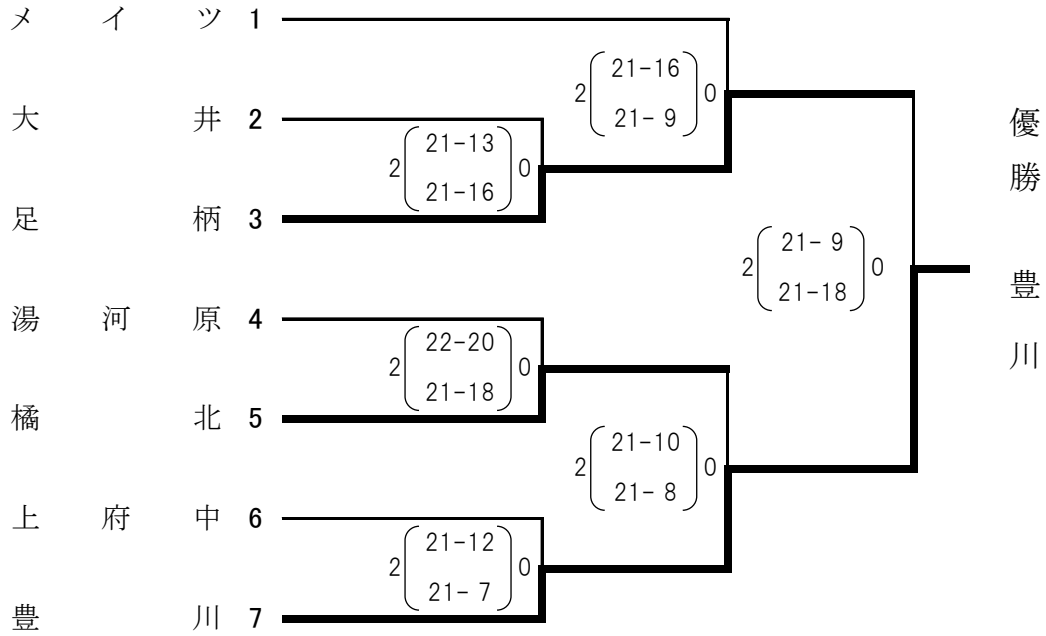 メイツ 1
2 ( 21-16 21- 9 ) 0
大井 2
2 ( 21-13 21-16 ) 0
足柄 3
2 ( 21- 9 21-18 ) 0
湯河原 4
2 ( 22-20 21-18 ) 0
橘北 5
2 ( 21-10 21- 8 ) 0
上府中 6
2 ( 21-12 21- 7 ) 0
豊川 7
優勝 豊川